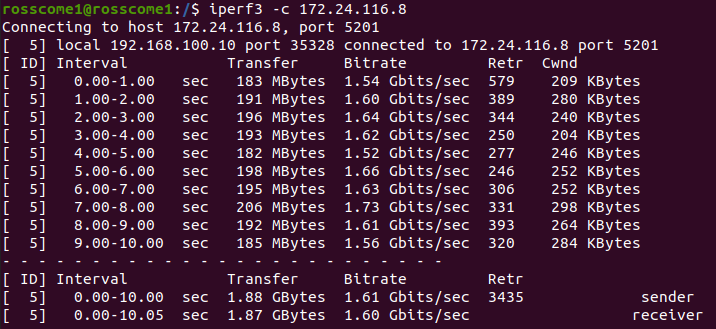 rosscome1@rosscome1:/$ iperf3 -c 172.24.116.8
Connecting to host 172.24.116.8, port 5201
[  5] local 192.168.100.10 port 35328 connected to 172.24.116.8 port 5201
[ ID] Interval           Transfer     Bitrate         Retr  Cwnd
[  5]   0.00-1.00   sec   183 MBytes  1.54 Gbits/sec  579    209 KBytes
[  5]   1.00-2.00   sec   191 MBytes  1.60 Gbits/sec  389    280 KBytes
[  5]   2.00-3.00   sec   196 MBytes  1.64 Gbits/sec  344    240 KBytes
[  5]   3.00-4.00   sec   193 MBytes  1.62 Gbits/sec  250    204 KBytes
[  5]   4.00-5.00   sec   182 MBytes  1.52 Gbits/sec  277    246 KBytes
[  5]   5.00-6.00   sec   198 MBytes  1.66 Gbits/sec  246    252 KBytes
[  5]   6.00-7.00   sec   195 MBytes  1.63 Gbits/sec  306    252 KBytes
[  5]   7.00-8.00   sec   206 MBytes  1.73 Gbits/sec  331    298 KBytes
[  5]   8.00-9.00   sec   192 MBytes  1.61 Gbits/sec  393    264 KBytes
[  5]   9.00-10.00  sec   185 MBytes  1.56 Gbits/sec  320    284 KBytes
- - - - - - - - - - - - - - - - - - - - - - - - -
[ ID] Interval           Transfer     Bitrate         Retr
[  5]   0.00-10.00  sec  1.88 GBytes  1.61 Gbits/sec  3435             sender
[  5]   0.00-10.05  sec  1.87 GBytes  1.60 Gbits/sec                  receiver